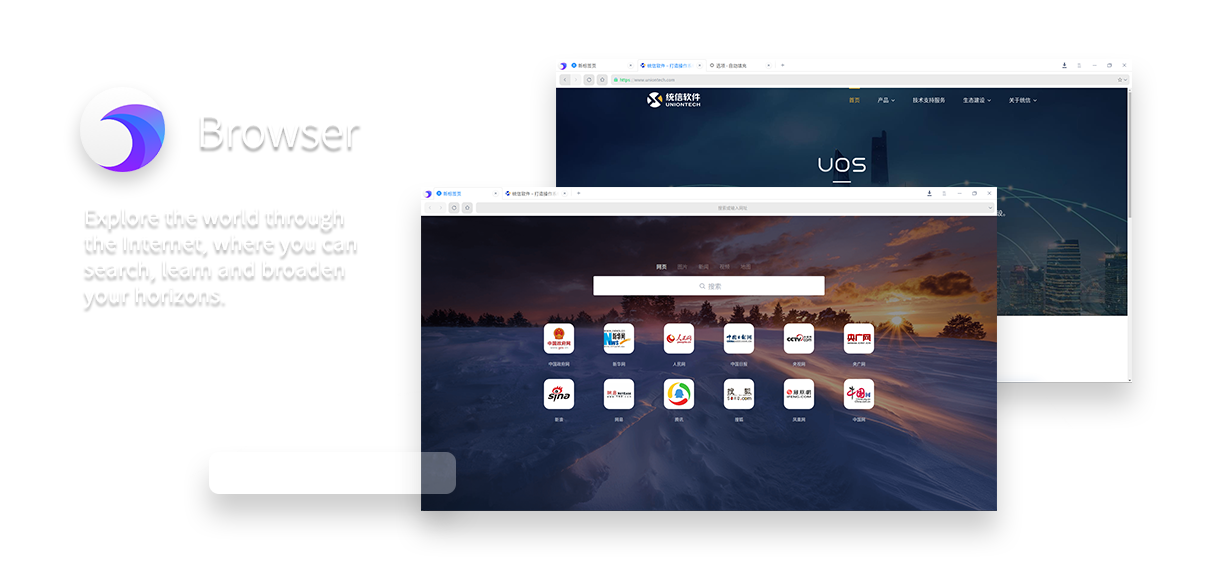 Browser
Explore the world through
the Internet, where you can
search, learn and broaden
your horizons.
新标签页
统信软件 - 打造操作
选项 - 自动填充
https://www.uniontech.com
统信软件
UNIONTECH
首页 产品 技术支持服务 生态建设 关于统信
UOS
设。
新标签页
统信软件 - 打造操作
搜索或输入网址
网页 图片 新闻 视频 地图
搜索
中国政府网 新华网 人民网 中国日报 央视网 央广网
sina
新浪 网易 腾讯 搜狐 凤凰网 中国网